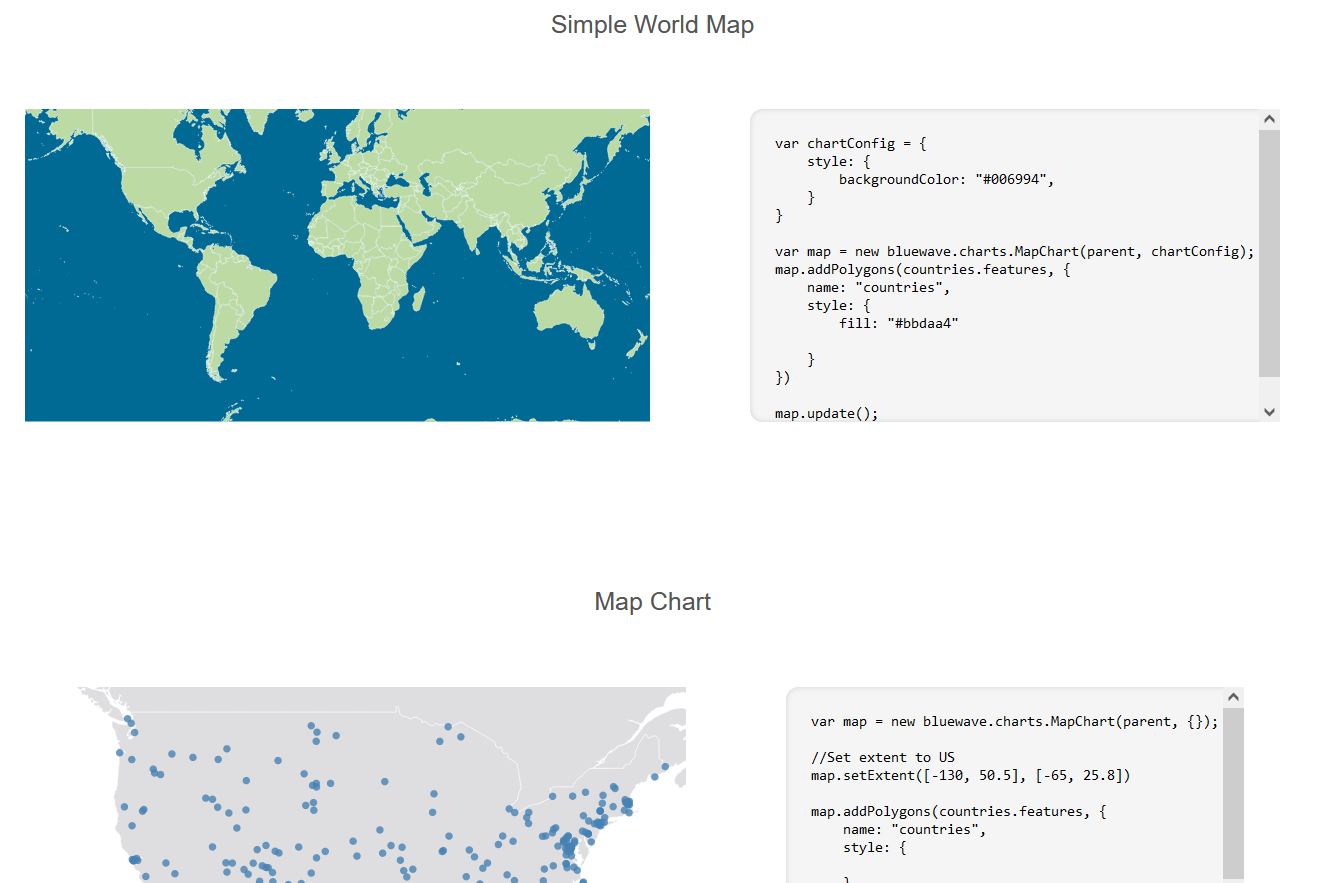 Simple World Map
var chartConfig = {
    style: {
        backgroundColor: "#006994",
    }
}
var map = new bluewave.charts.MapChart(parent, chartConfig);
map.addPolygons(countries.features, {
    name: "countries",
    style: {
        fill: "#bbdaa4"
    }
})
map.update();
Map Chart
var map = new bluewave.charts.MapChart(parent, {});
//Set extent to US
map.setExtent([-130, 50.5], [-65, 25.8])
map.addPolygons(countries.features, {
    name: "countries",
    style: {
    }